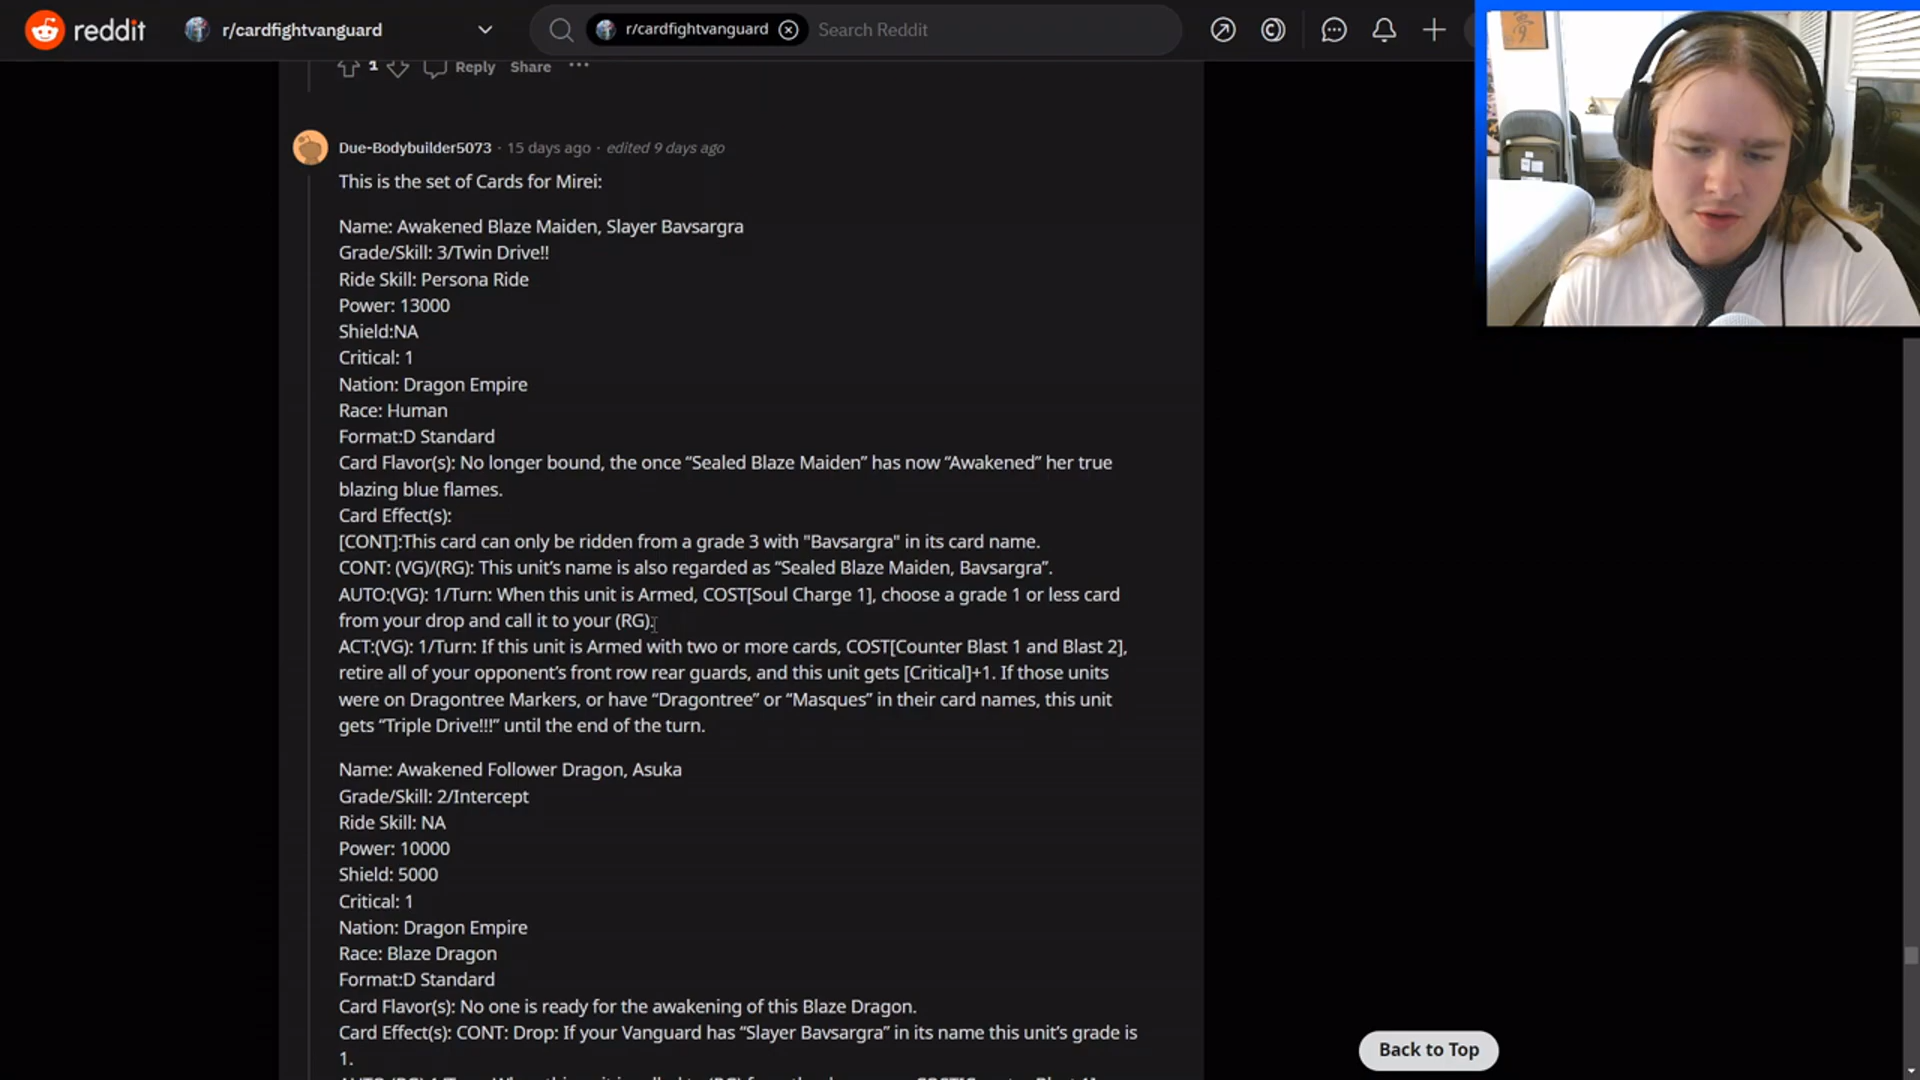 reddit
r/cardfightvanguard
r/cardfightvanguard
Search Reddit
1
Reply
Share
Due-Bodybuilder5073 · 15 days ago · edited 9 days ago
This is the set of Cards for Mirei:
Name: Awakened Blaze Maiden, Slayer Bavsargra
Grade/Skill: 3/Twin Drive!!
Ride Skill: Persona Ride
Power: 13000
Shield:NA
Critical: 1
Nation: Dragon Empire
Race: Human
Format:D Standard
Card Flavor(s): No longer bound, the once “Sealed Blaze Maiden” has now “Awakened” her true
blazing blue flames.
Card Effect(s):
[CONT]:This card can only be ridden from a grade 3 with "Bavsargra" in its card name.
CONT: (VG)/(RG): This unit’s name is also regarded as “Sealed Blaze Maiden, Bavsargra”.
AUTO:(VG): 1/Turn: When this unit is Armed, COST[Soul Charge 1], choose a grade 1 or less card
from your drop and call it to your (RG).
ACT:(VG): 1/Turn: If this unit is Armed with two or more cards, COST[Counter Blast 1 and Blast 2],
retire all of your opponent’s front row rear guards, and this unit gets [Critical]+1. If those units
were on Dragontree Markers, or have “Dragontree” or “Masques” in their card names, this unit
gets “Triple Drive!!!” until the end of the turn.
Name: Awakened Follower Dragon, Asuka
Grade/Skill: 2/Intercept
Ride Skill: NA
Power: 10000
Shield: 5000
Critical: 1
Nation: Dragon Empire
Race: Blaze Dragon
Format:D Standard
Card Flavor(s): No one is ready for the awakening of this Blaze Dragon.
Card Effect(s): CONT: Drop: If your Vanguard has “Slayer Bavsargra” in its name this unit’s grade is
1.
Back to Top